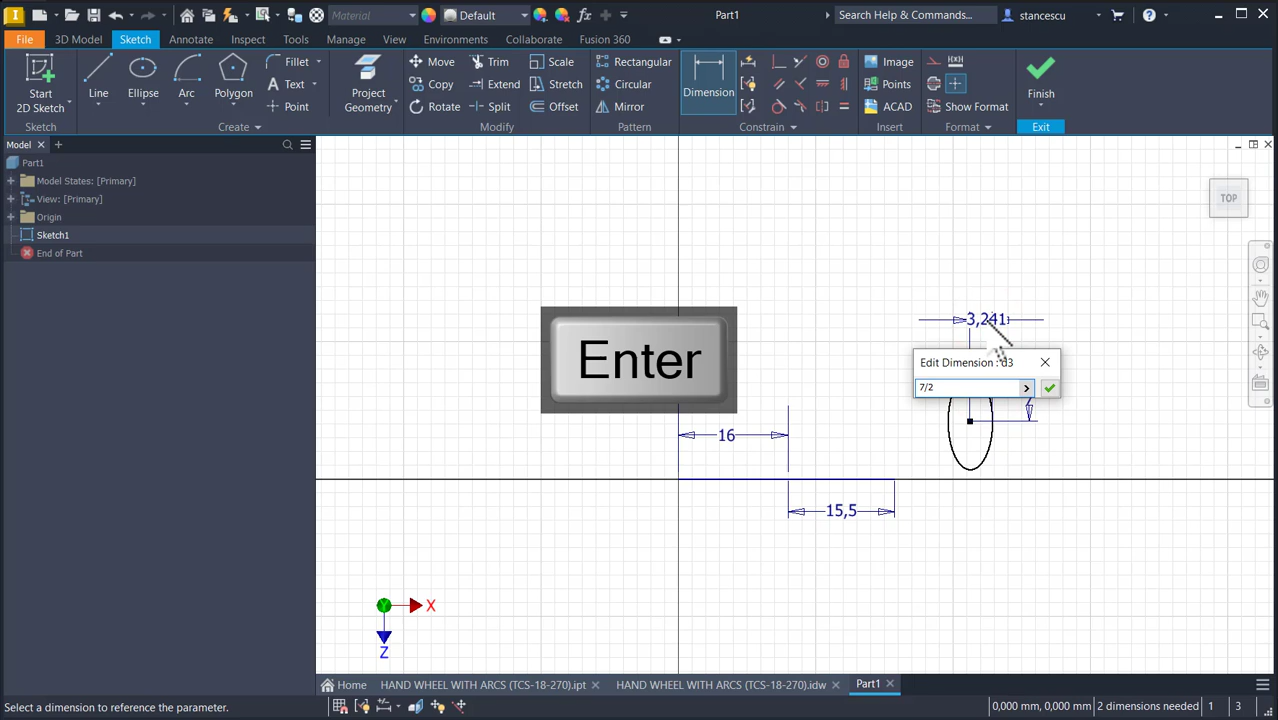 Material
Default
Part1
Search Help & Commands...
stancescu
File
3D Model
Sketch
Annotate
Inspect
Tools
Manage
View
Environments
Collaborate
Fusion 360
Start
2D Sketch
Line
Ellipse
Arc
Polygon
Fillet
Text
Point
Project
Geometry
Move
Copy
Rotate
Trim
Extend
Split
Scale
Stretch
Offset
Rectangular
Circular
Mirror
Dimension
Image
Points
ACAD
Show Format
Finish
Sketch
Create
Modify
Pattern
Constrain
Insert
Format
Exit
Model
Part1
Model States: [Primary]
View: [Primary]
Origin
Sketch1
End of Part
TOP
Enter
3,241
Edit Dimension : d3
7/2
16
15,5
X
Y
Z
Home
HAND WHEEL WITH ARCS (TCS-18-270).ipt
HAND WHEEL WITH ARCS (TCS-18-270).idw
Part1
Select a dimension to reference the parameter.
0,000 mm, 0,000 mm
2 dimensions needed
1
3